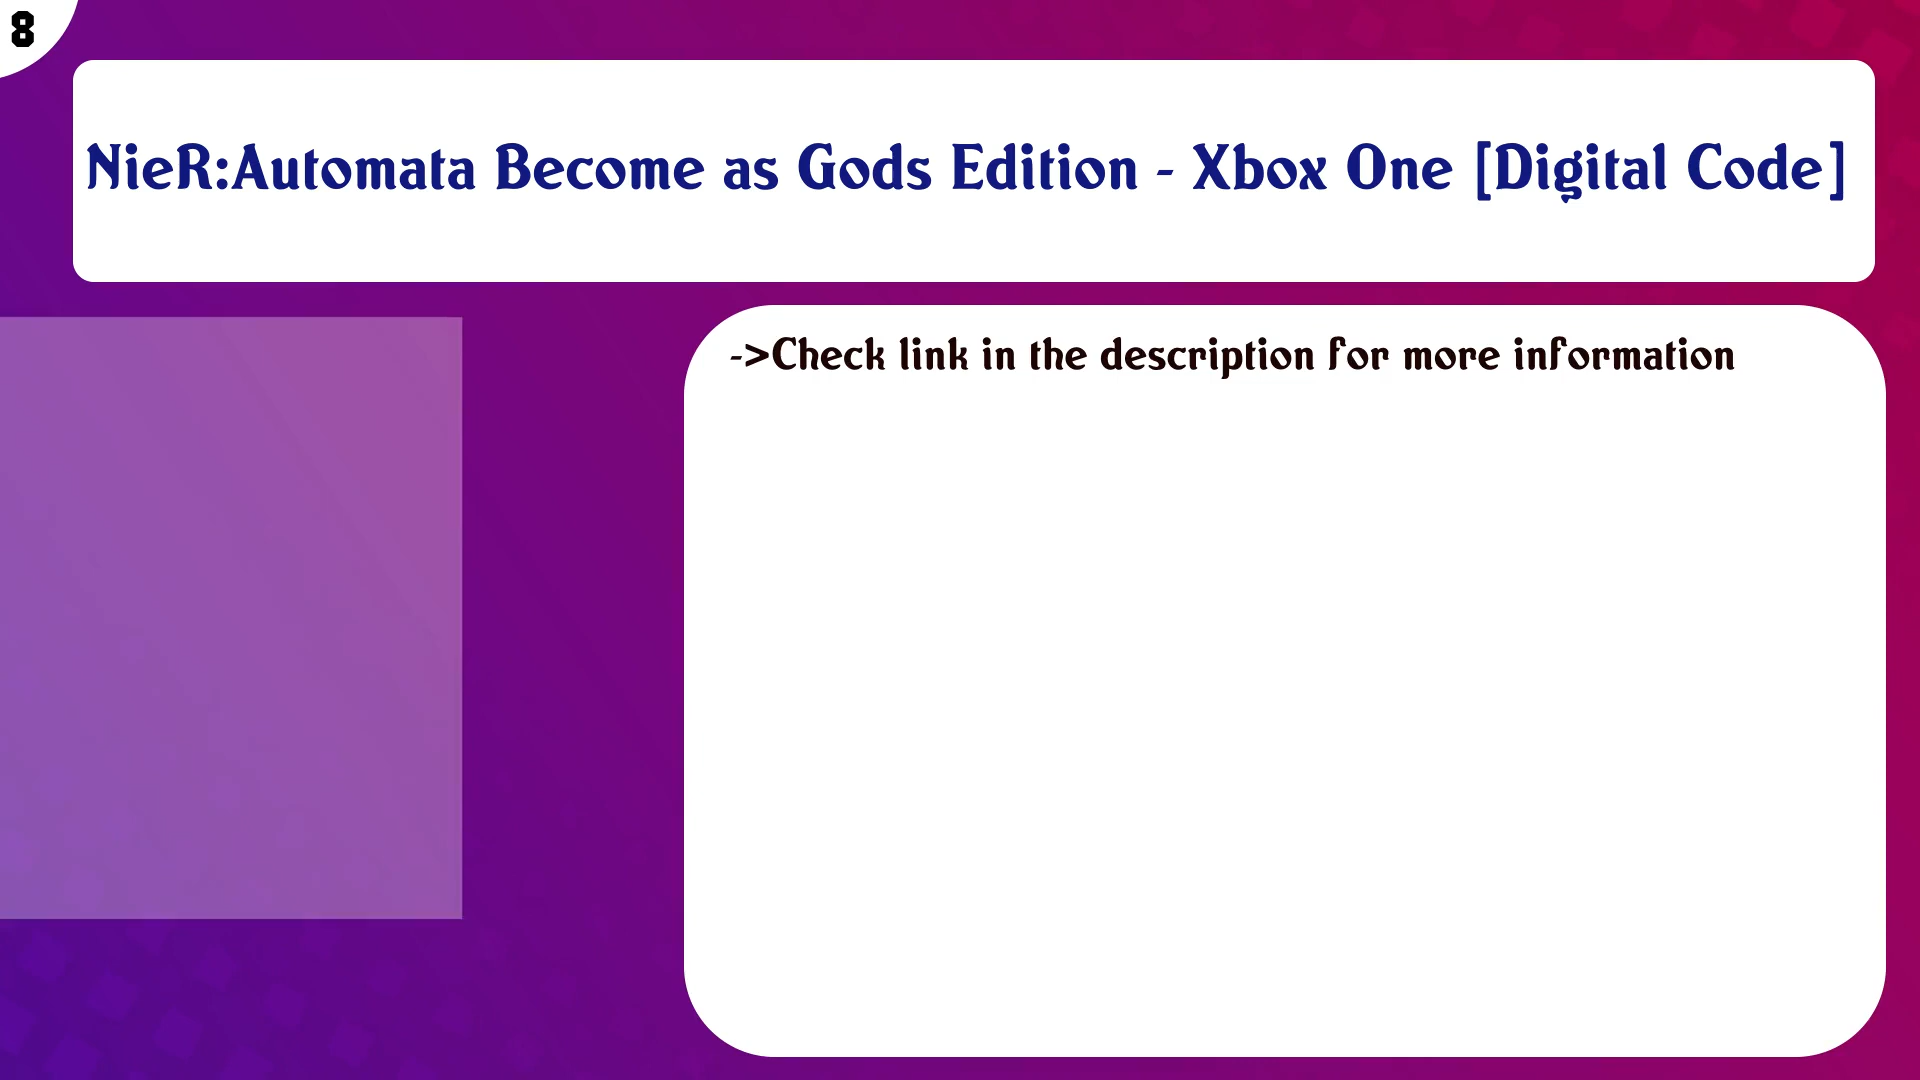 8
NieR:Automata Become as Gods Edition - Xbox One [Digital Code]
->Check link in the description for more information